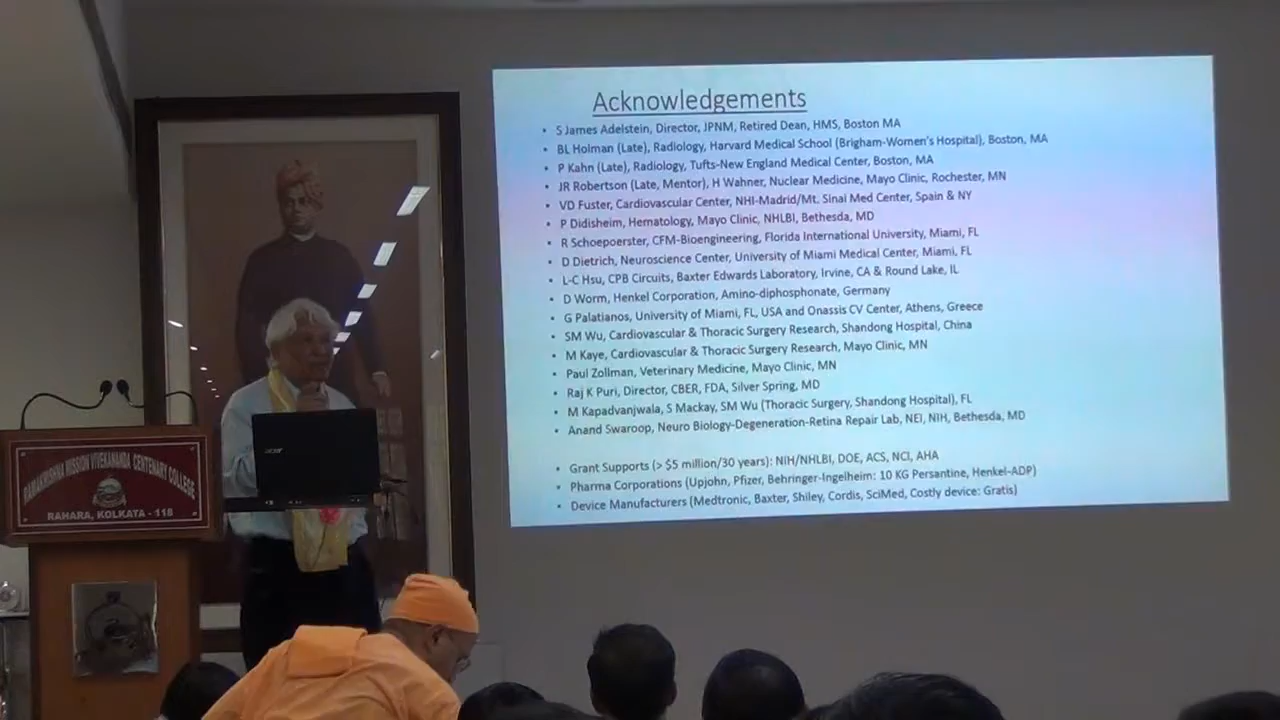 Acknowledgements
• S James Adelstein, Director, JPNM, Retired Dean, HMS, Boston MA
• BL Holman (Late), Radiology, Harvard Medical School (Brigham-Women's Hospital), Boston, MA
• P Kahn (Late), Radiology, Tufts-New England Medical Center, Boston, MA
• JR Robertson (Late, Mentor), H Wahner, Nuclear Medicine, Mayo Clinic, Rochester, MN
• VD Fuster, Cardiovascular Center, NHI-Madrid/Mt. Sinai Med Center, Spain & NY
• P Didisheim, Hematology, Mayo Clinic, NHLBI, Bethesda, MD
• R Schoepoerster, CFM-Bioengineering, Florida International University, Miami, FL
• D Dietrich, Neuroscience Center, University of Miami Medical Center, Miami, FL
• L-C Hsu, CPB Circuits, Baxter Edwards Laboratory, Irvine, CA & Round Lake, IL
• D Worm, Henkel Corporation, Amino-diphosphonate, Germany
• G Palatianos, University of Miami, FL, USA and Onassis CV Center, Athens, Greece
• SM Wu, Cardiovascular & Thoracic Surgery Research, Shandong Hospital, China
• M Kaye, Cardiovascular & Thoracic Surgery Research, Mayo Clinic, MN
• Paul Zollman, Veterinary Medicine, Mayo Clinic, MN
• Raj K Puri, Director, CBER, FDA, Silver Spring, MD
• M Kapadvanjwala, S Mackay, SM Wu (Thoracic Surgery, Shandong Hospital), FL
• Anand Swaroop, Neuro Biology-Degeneration-Retina Repair Lab, NEI, NIH, Bethesda, MD
• Grant Supports (> $5 million/30 years): NIH/NHLBI, DOE, ACS, NCI, AHA
• Pharma Corporations (Upjohn, Pfizer, Behringer-Ingelheim: 10 KG Persantine, Henkel-ADP)
• Device Manufacturers (Medtronic, Baxter, Shiley, Cordis, SciMed, Costly device: Gratis)
acer
RAMAKRISHNA MISSION VIVEKANANDA CENTENARY COLLEGE
RAHARA, KOLKATA - 118